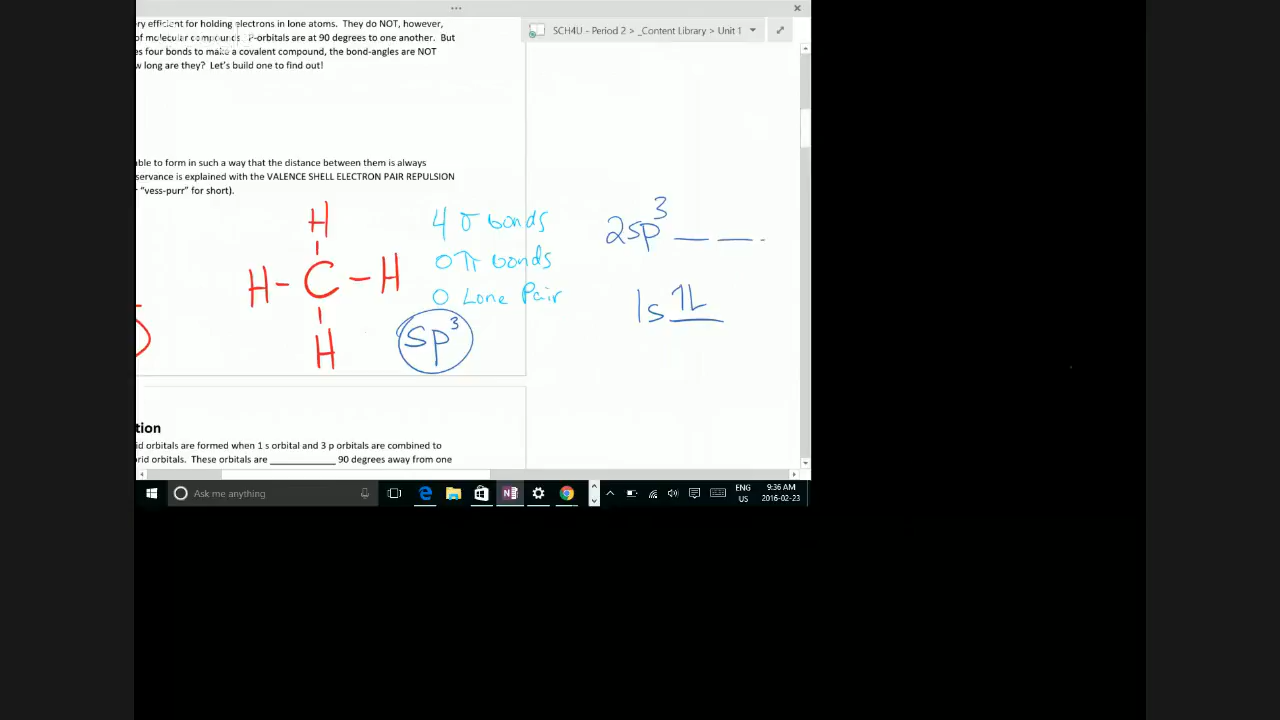 ry efficient for holding electrons in lone atoms. They do NOT, however,
of molecular compounds P-orbitals are at 90 degrees to one another. But
es four bonds to make a covalent compound, the bond-angles are NOT
w long are they? Let's build one to find out!
SCH4U - Period 2 > _Content Library > Unit 1
able to form in such a way that the distance between them is always
servance is explained with the VALENCE SHELL ELECTRON PAIR REPULSION
"vess-purr" for short).
H
H - C - H
H
4 σ bonds
0 π bonds
0 Lone Pair
sp³
2sp³ __ __
1s 1L
tion
id orbitals are formed when 1 s orbital and 3 p orbitals are combined to
rid orbitals. These orbitals are ____________ 90 degrees away from one
Ask me anything
ENG
US
9:36 AM
2016-02-23